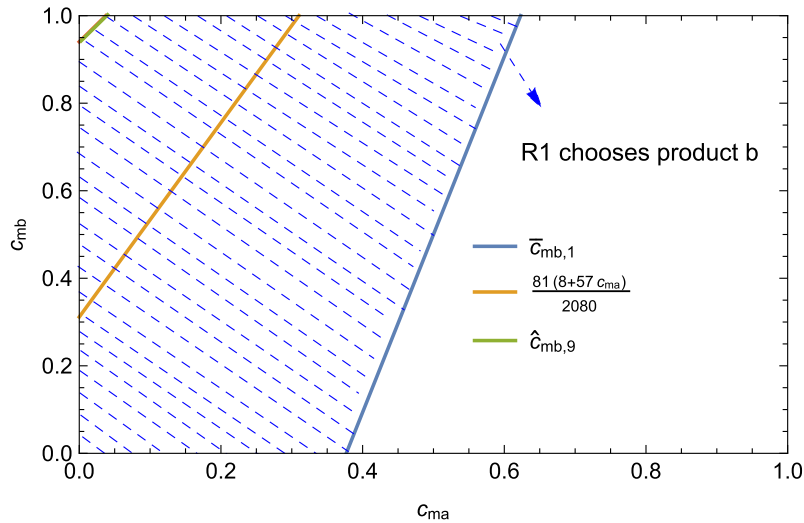 1.0
0.8
0.6
0.4
0.2
0.0
c_mb
R1 chooses product b
c̅_mb,1
81 (8+57 c_ma)
2080
ĉ_mb,9
0.0 0.2 0.4 0.6 0.8 1.0
c_ma